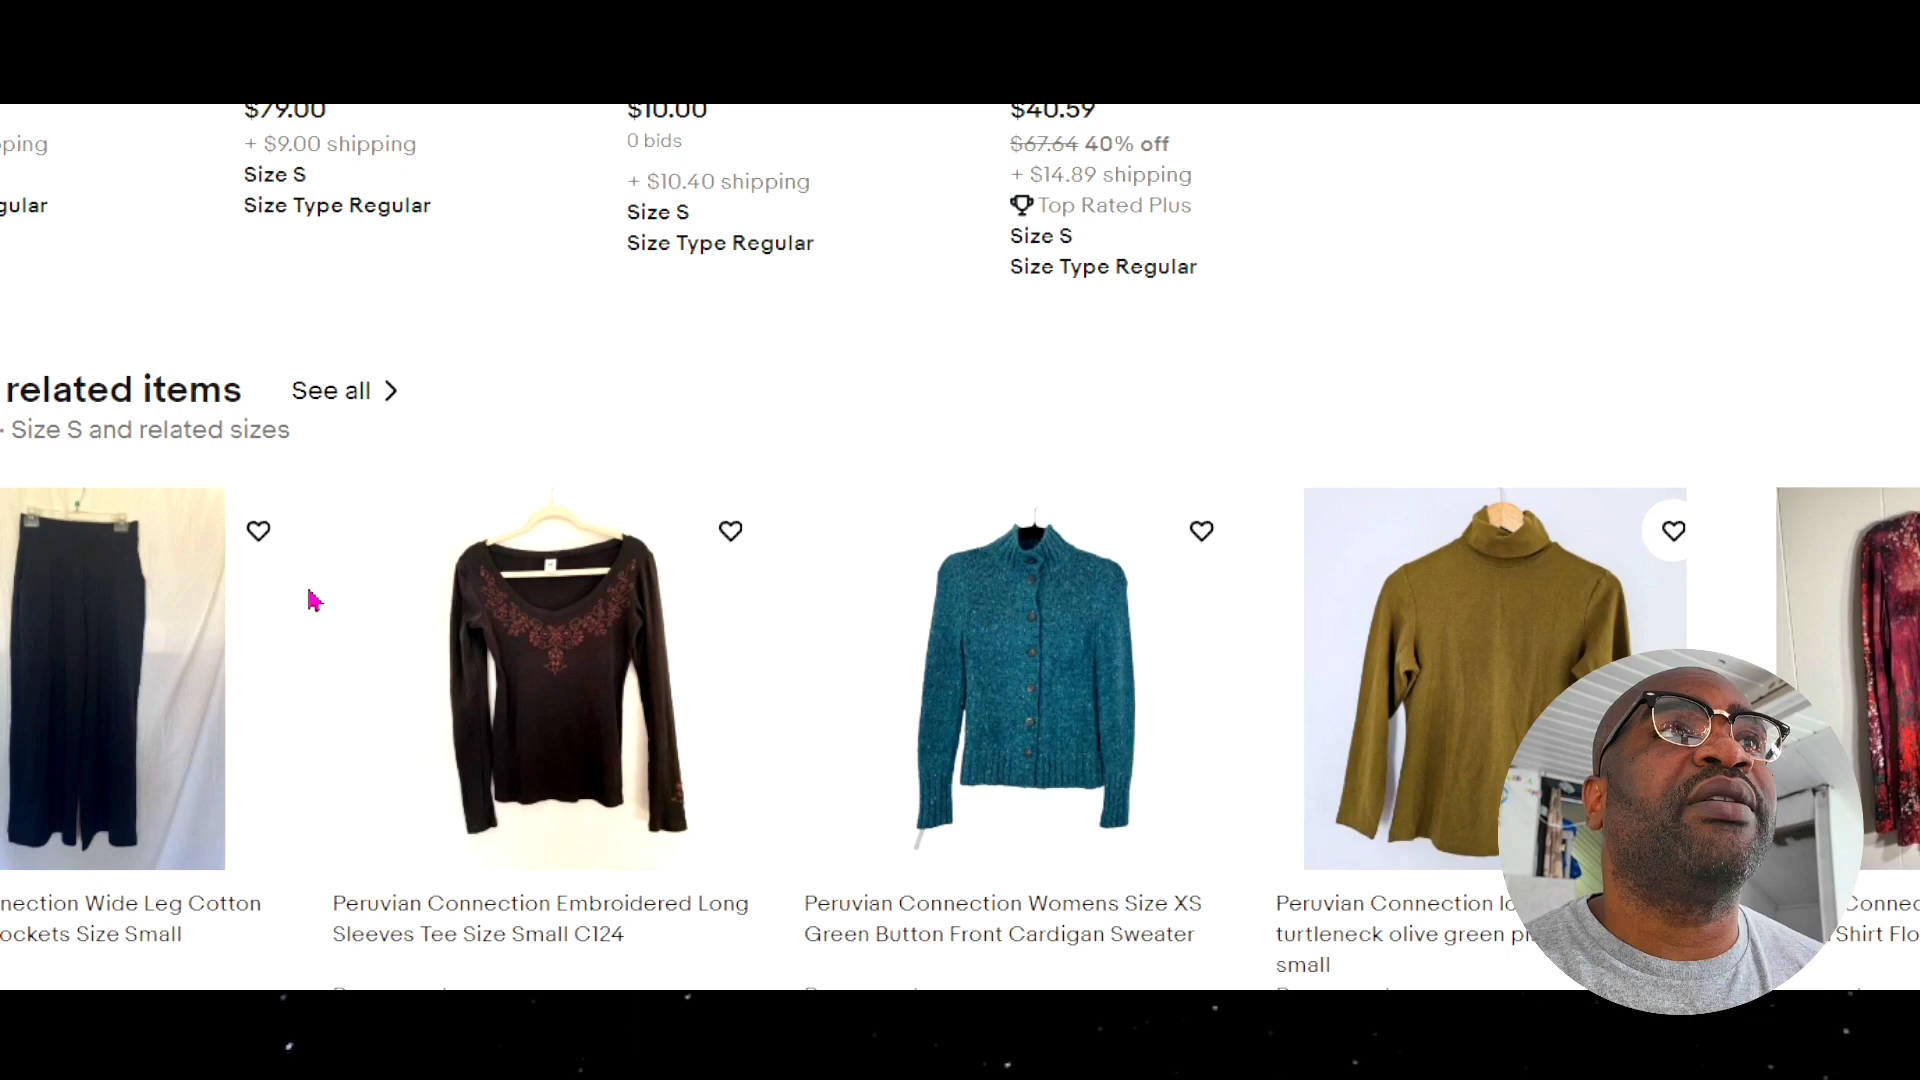 $79.00
$10.00
$40.59
pping
+ $9.00 shipping
0 bids
$67.64 40% off
Size S
+ $10.40 shipping
+ $14.89 shipping
gular
Size Type Regular
Size S
Top Rated Plus
Size Type Regular
Size S
Size Type Regular
related items
See all
· Size S and related sizes
nection Wide Leg Cotton
ockets Size Small
Peruvian Connection Embroidered Long
Sleeves Tee Size Small C124
Peruvian Connection Womens Size XS
Green Button Front Cardigan Sweater
Peruvian Connection
turtleneck olive green
small
Connec
Shirt Flo